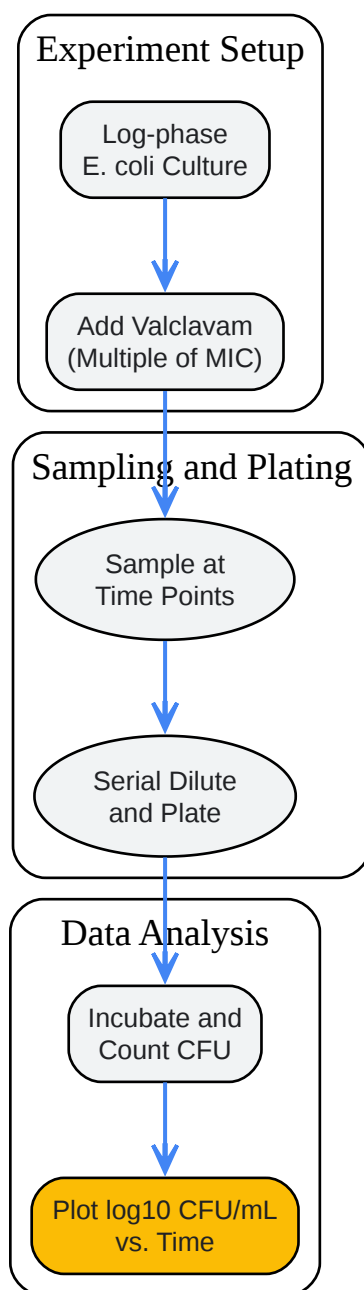 Experiment Setup
Log-phase
E. coli Culture
Add Valclavam
(Multiple of MIC)
Sampling and Plating
Sample at
Time Points
Serial Dilute
and Plate
Data Analysis
Incubate and
Count CFU
Plot log10 CFU/mL
vs. Time